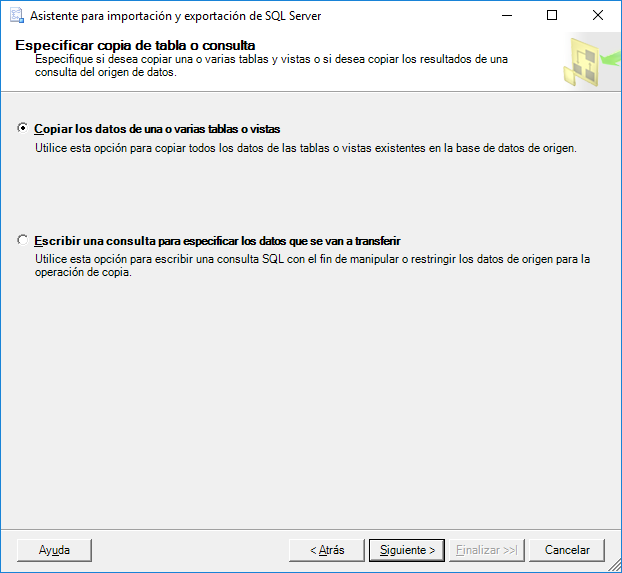 Asistente para importación y exportación de SQL Server
Especificar copia de tabla o consulta
Especifique si desea copiar una o varias tablas y vistas o si desea copiar los resultados de una
consulta del origen de datos.
Copiar los datos de una o varias tablas o vistas
Utilice esta opción para copiar todos los datos de las tablas o vistas existentes en la base de datos de origen.
Escribir una consulta para especificar los datos que se van a transferir
Utilice esta opción para escribir una consulta SQL con el fin de manipular o restringir los datos de origen para la
operación de copia.
Ayuda < Atrás Siguiente > Finalizar >>| Cancelar